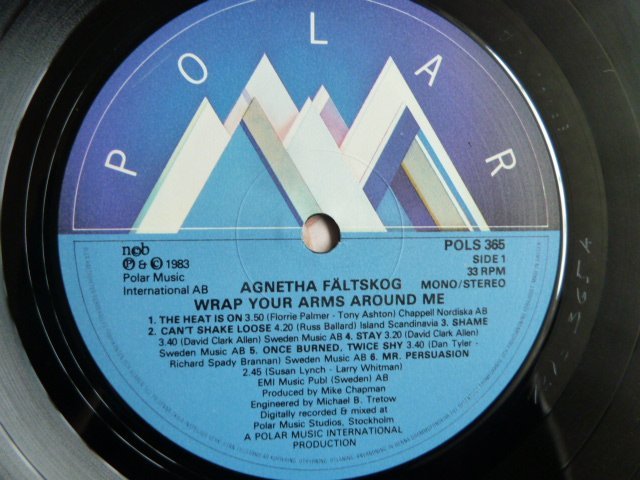 POLAR
ncb
Ⓟ & © 1983
Polar Music
International AB
POLS 365
SIDE 1
33 RPM
MONO/STEREO
AGNETHA FÄLTSKOG
WRAP YOUR ARMS AROUND ME
1. THE HEAT IS ON 3.50 (Florrie Palmer - Tony Ashton) Chappell Nordiska AB
2. CAN'T SHAKE LOOSE 4.20 (Russ Ballard) Island Scandinavia 3. SHAME
3.40 (David Clark Allen) Sweden Music AB 4. STAY 3.40 (David Clark Allen)
Sweden Music AB 5. ONCE BURNED, TWICE SHY 3.40 (Dan Tyler -
Richard Spady Brannan) Sweden Music AB 6. MR. PERSUASION
2.45 (Susan Lynch - Larry Whitman)
EMI Music Publ (Sweden) AB
Produced by Mike Chapman
Engineered by Michael B. Tretow
Digitally recorded & mixed at
Polar Music Studios, Stockholm
A POLAR MUSIC INTERNATIONAL
PRODUCTION